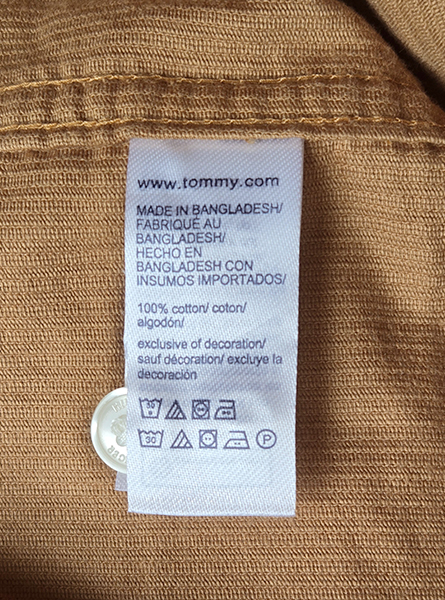 www.tommy.com
MADE IN BANGLADESH/
FABRIQUÉ AU
BANGLADESH/
HECHO EN
BANGLADESH CON
INSUMOS IMPORTADOS/
100% cotton/ coton/
algodón/
exclusive of decoration/
sauf décoration/ excluye la
decoración
30
30 P